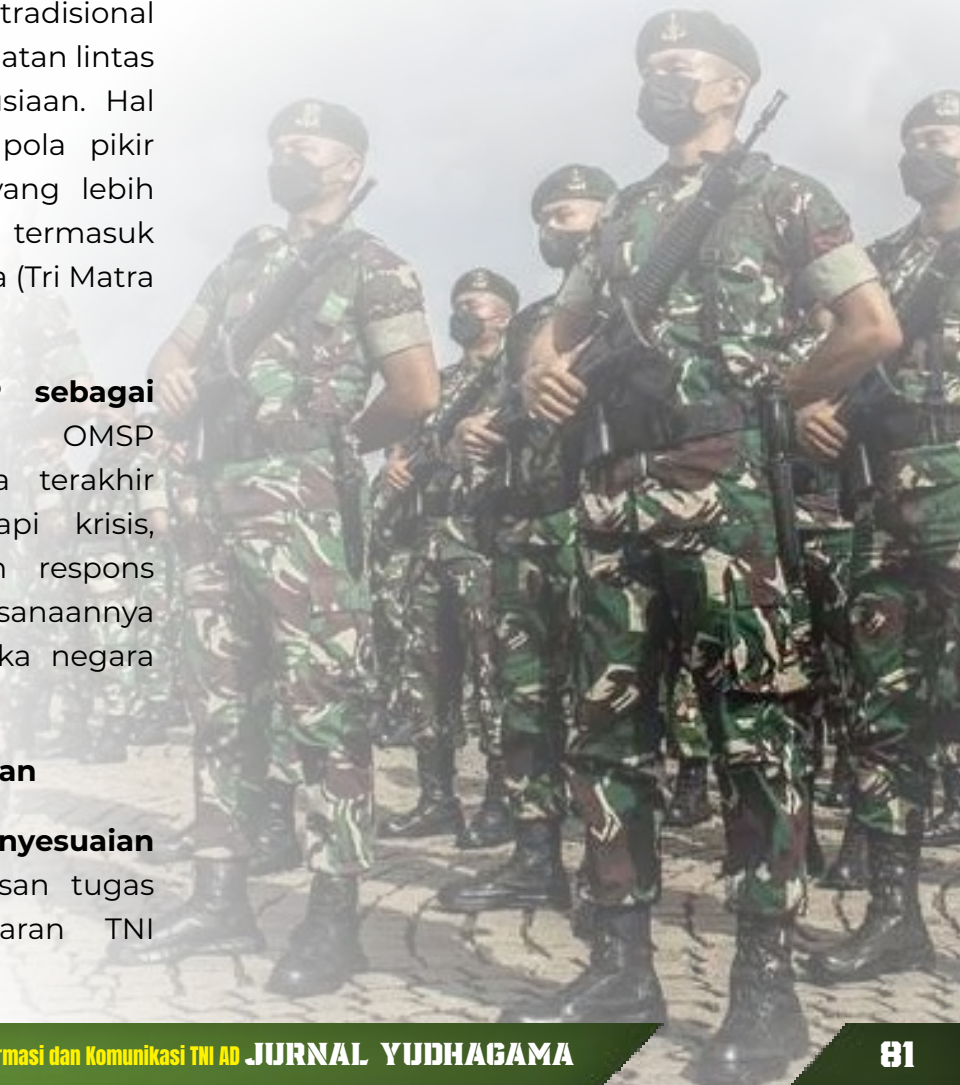 tradisional
atan lintas
usiaan. Hal
pola pikir
yang lebih
termasuk
a (Tri Matra
sebagai
OMSP
a terakhir
api krisis,
n respons
sanaannya
ka negara
an
nyesuaian
san tugas
aran TNI
rmasi dan Komunikasi TNI AD JURNAL YUDHAGAMA 81